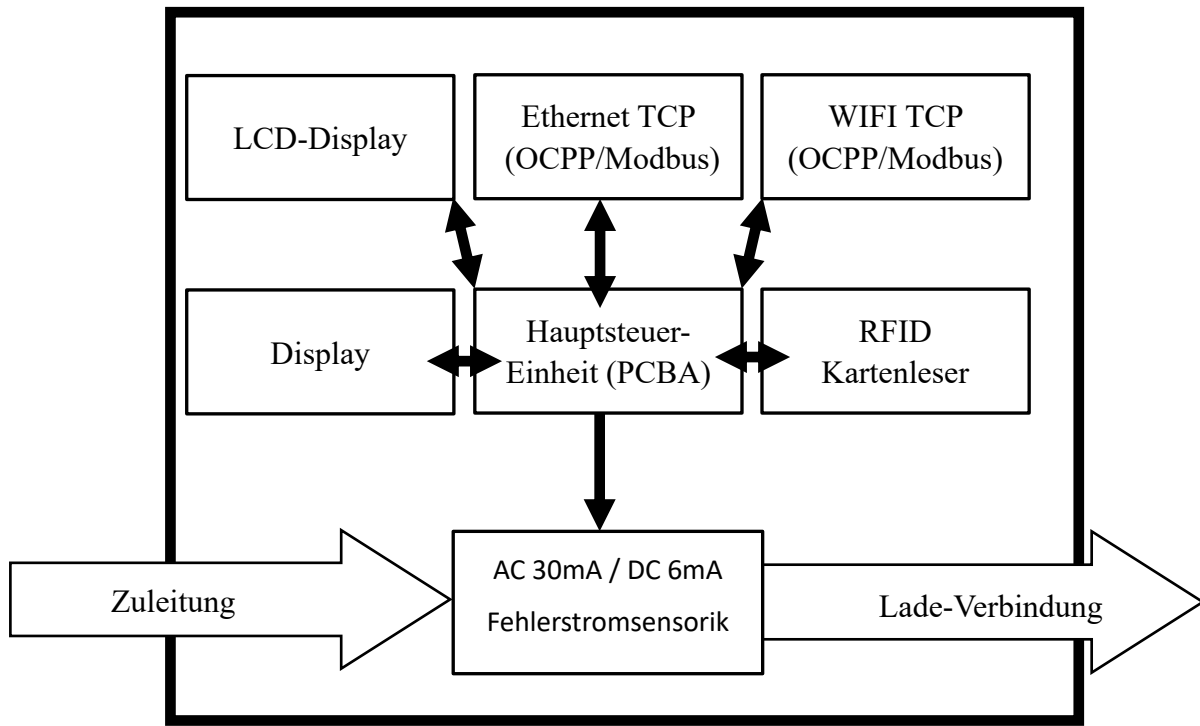 LCD-Display
Ethernet TCP
(OCPP/Modbus)
WIFI TCP
(OCPP/Modbus)
Display
Hauptsteuer-
Einheit (PCBA)
RFID
Kartenleser
Zuleitung
AC 30mA / DC 6mA
Fehlerstromsensorik
Lade-Verbindung